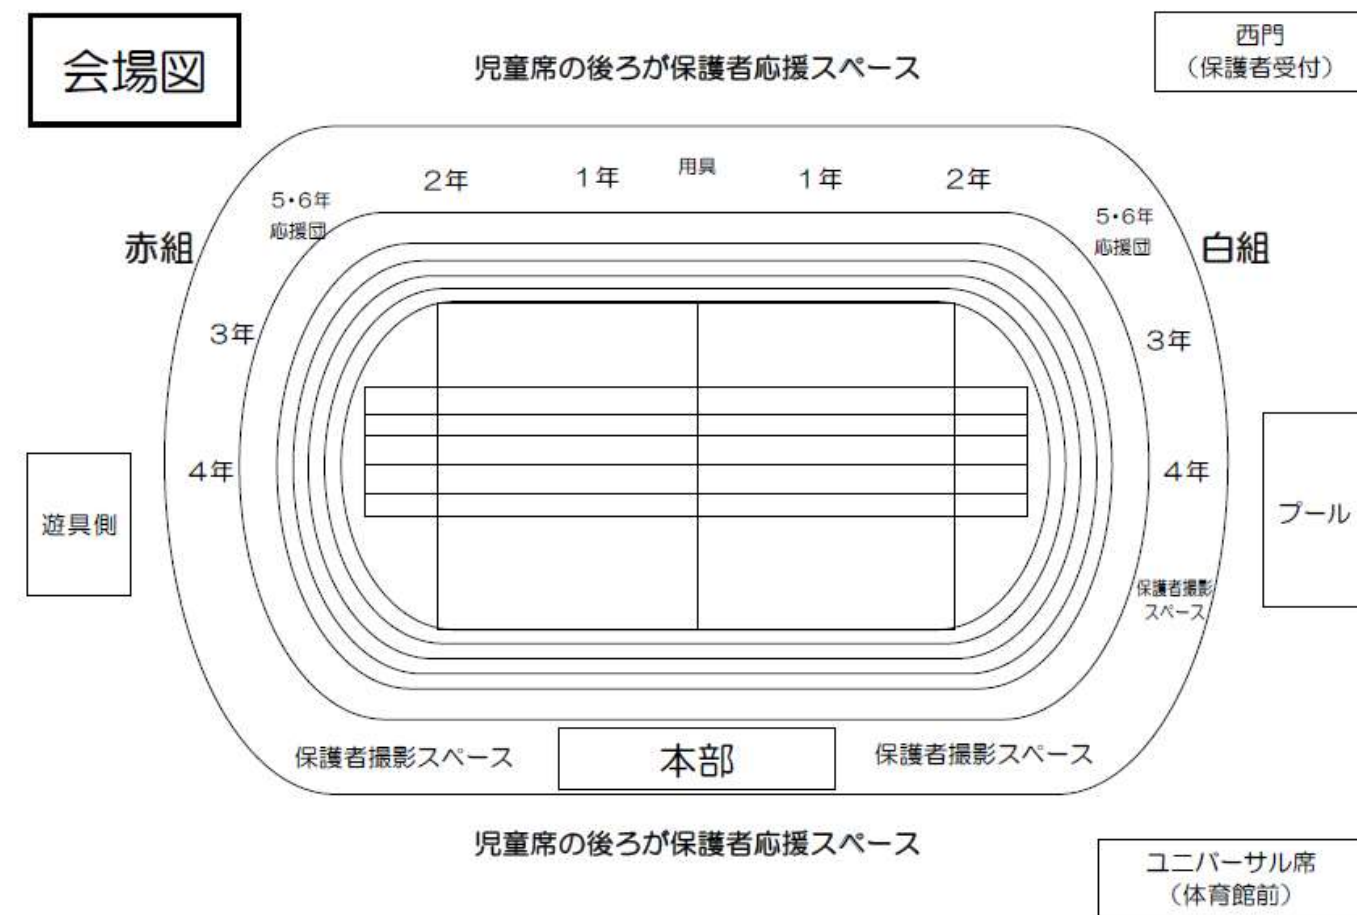 会場図
児童席の後ろが保護者応援スペース
西門
（保護者受付）
2年
1年
用具
1年
2年
5・6年
応援団
5・6年
応援団
赤組
白組
3年
3年
4年
4年
遊具側
プール
保護者撮影
スペース
保護者撮影スペース
本部
保護者撮影スペース
児童席の後ろが保護者応援スペース
ユニバーサル席
（体育館前）